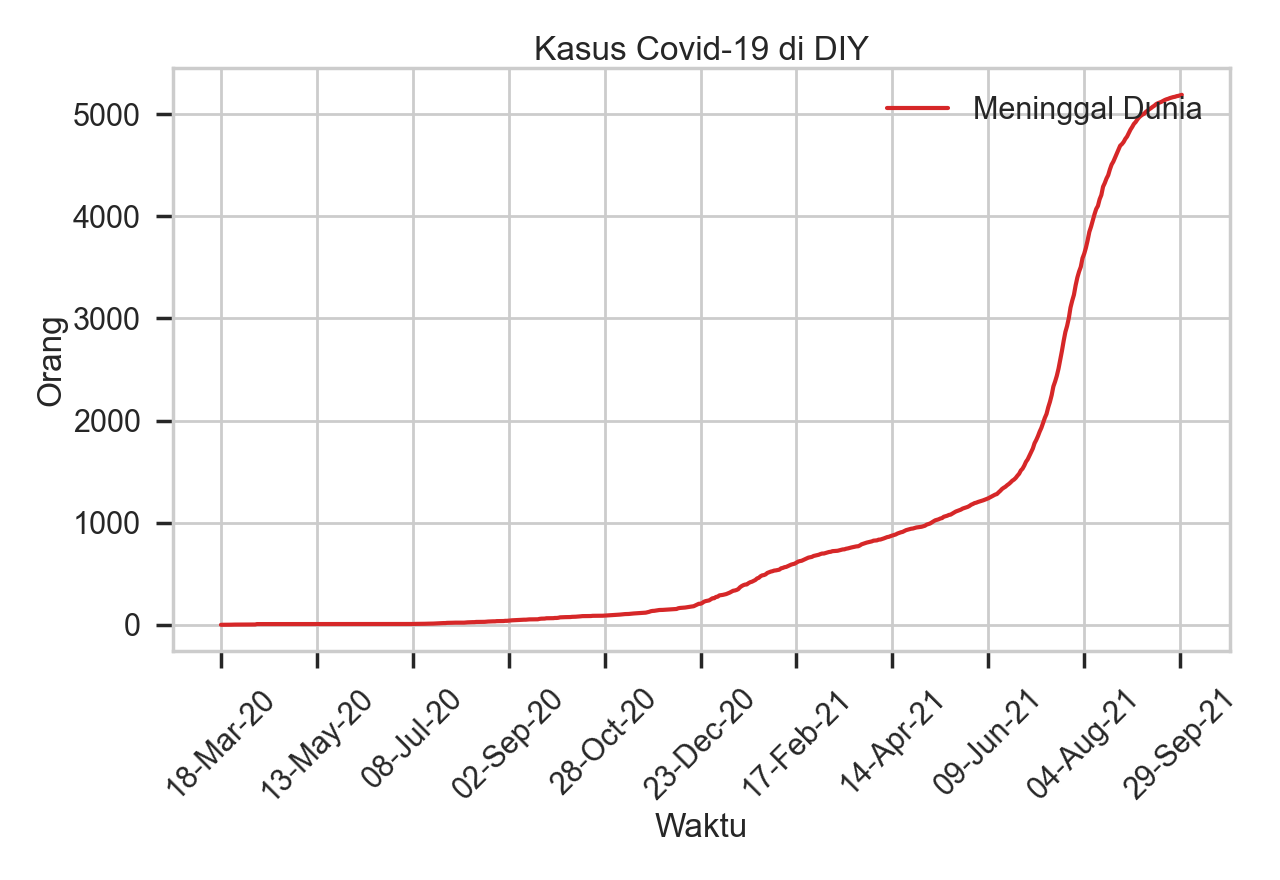 Kasus Covid-19 di DIY
Meninggal Dunia
5000
4000
3000
2000
1000
0
Orang
18-Mar-20
13-May-20
08-Jul-20
02-Sep-20
28-Oct-20
23-Dec-20
17-Feb-21
14-Apr-21
09-Jun-21
04-Aug-21
29-Sep-21
Waktu